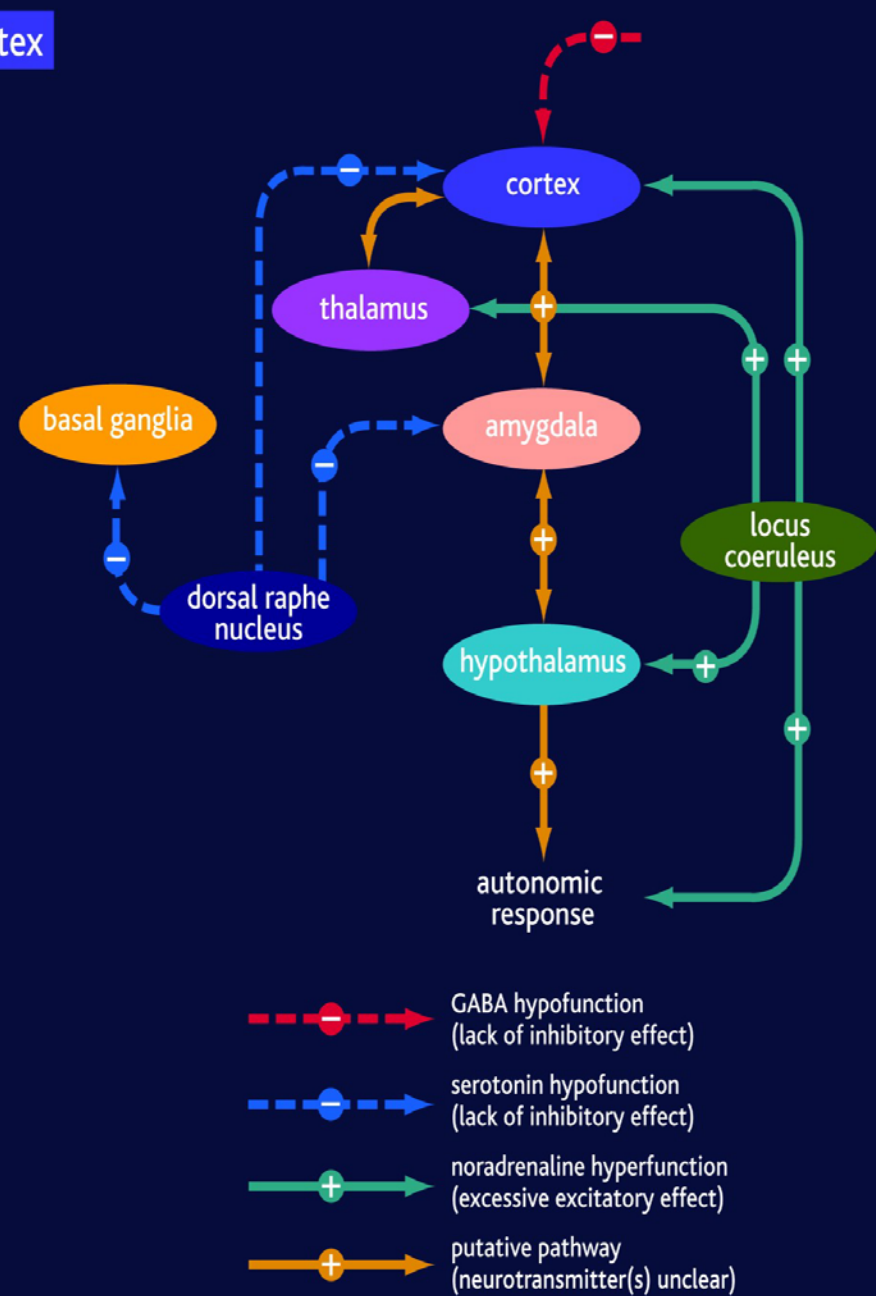 tex
cortex
thalamus
basal ganglia
amygdala
locus
coeruleus
dorsal raphe
nucleus
hypothalamus
autonomic
response
GABA hypofunction
(lack of inhibitory effect)
serotonin hypofunction
(lack of inhibitory effect)
noradrenaline hyperfunction
(excessive excitatory effect)
putative pathway
(neurotransmitter(s) unclear)